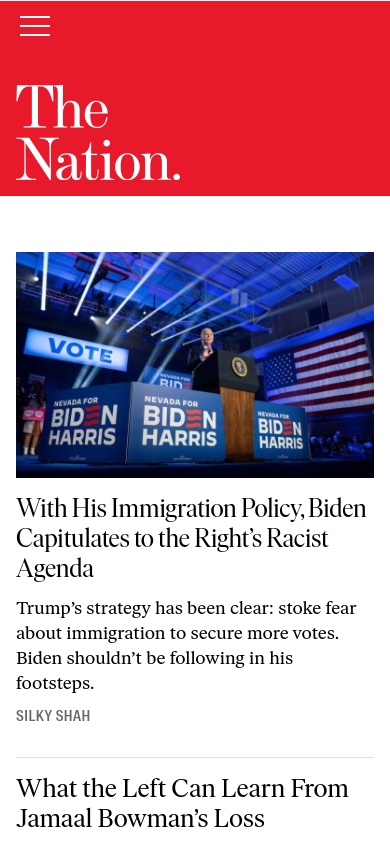 The
Nation.
VOTE
NEVADA FOR
BIDEN
HARRIS
NEVADA FOR
BIDEN
HARRIS
NEVADA FOR
BIDEN
HARRIS
With His Immigration Policy, Biden
Capitulates to the Right’s Racist
Agenda
Trump’s strategy has been clear: stoke fear
about immigration to secure more votes.
Biden shouldn’t be following in his
footsteps.
SILKY SHAH
What the Left Can Learn From
Jamaal Bowman’s Loss